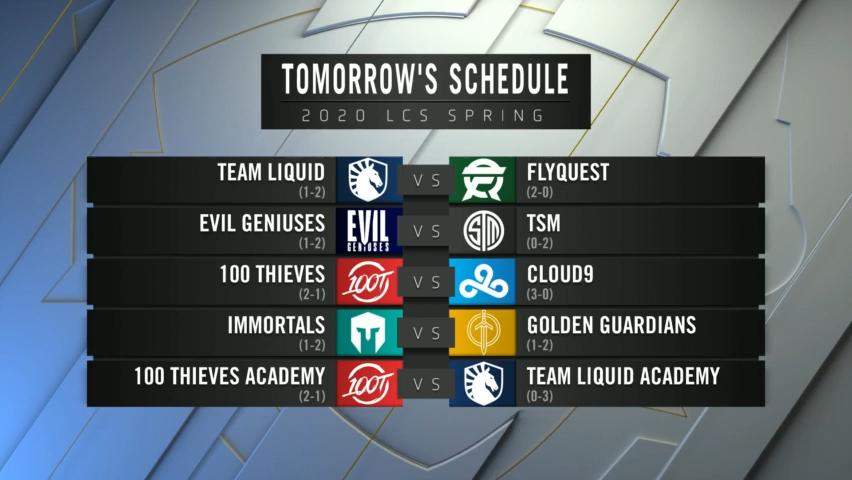 TOMORROW'S SCHEDULE
2020 LCS SPRING
TEAM LIQUID (1-2) VS FLYQUEST (2-0)
EVIL GENIUSES (1-2) EVIL GENIUSES VS TSM TSM (0-2)
100 THIEVES (2-1) 100T VS CLOUD9 (3-0)
IMMORTALS (1-2) VS GOLDEN GUARDIANS (1-2)
100 THIEVES ACADEMY (2-1) 100T VS TEAM LIQUID ACADEMY (0-3)